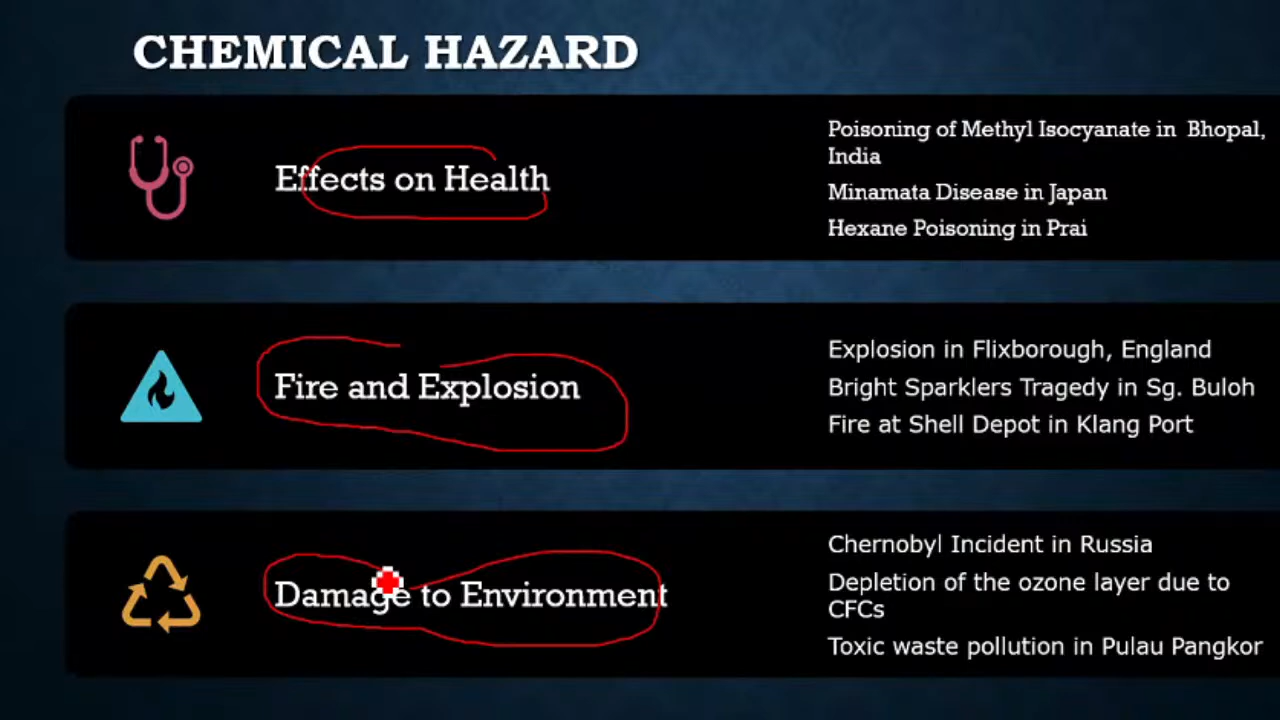 CHEMICAL HAZARD
Effects on Health
Poisoning of Methyl Isocyanate in Bhopal,
India
Minamata Disease in Japan
Hexane Poisoning in Prai
Fire and Explosion
Explosion in Flixborough, England
Bright Sparklers Tragedy in Sg. Buloh
Fire at Shell Depot in Klang Port
Damage to Environment
Chernobyl Incident in Russia
Depletion of the ozone layer due to
CFCs
Toxic waste pollution in Pulau Pangkor